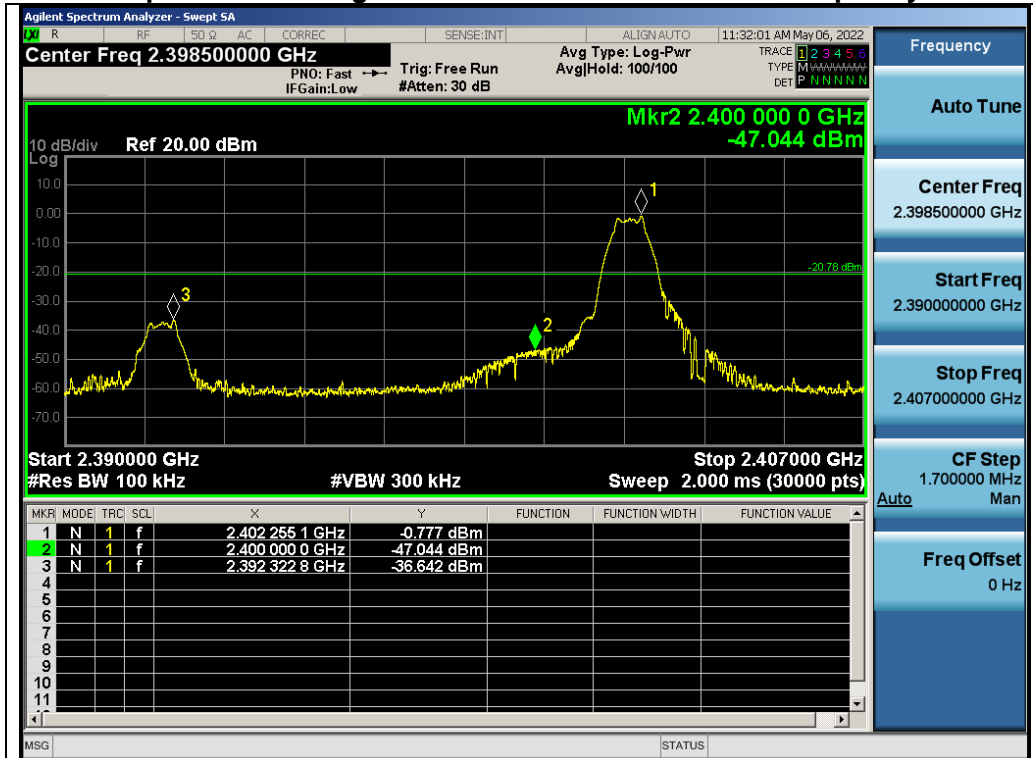 Agilent Spectrum Analyzer - Swept SA
LXI R RF 50 Ω AC CORREC SENSE:INT ALIGN AUTO 11:32:01 AM May 06, 2022
Center Freq 2.398500000 GHz
PNO: Fast
IFGain:Low
Trig: Free Run
#Atten: 30 dB
Avg Type: Log-Pwr
Avg|Hold: 100/100
TRACE 1 2 3 4 5 6
TYPE M WWWWW
DET P N N N N N
Mkr2 2.400 000 0 GHz
-47.044 dBm
10 dB/div Ref 20.00 dBm
Log
10.0
0.00
-10.0
-20.0
-30.0
-40.0
-50.0
-60.0
-70.0
1
-20.78 dBm
3
2
Start 2.390000 GHz Stop 2.407000 GHz
#Res BW 100 kHz #VBW 300 kHz Sweep 2.000 ms (30000 pts)
MKR MODE TRC SCL X Y FUNCTION FUNCTION WIDTH FUNCTION VALUE
1 N 1 f 2.402 255 1 GHz -0.777 dBm
2 N 1 f 2.400 000 0 GHz -47.044 dBm
3 N 1 f 2.392 322 8 GHz -36.642 dBm
4
5
6
7
8
9
10
11
MSG STATUS
Frequency
Auto Tune
Center Freq
2.398500000 GHz
Start Freq
2.390000000 GHz
Stop Freq
2.407000000 GHz
CF Step
1.700000 MHz
Auto Man
Freq Offset
0 Hz